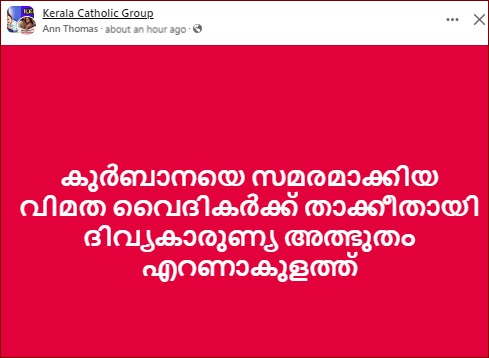 Kerala Catholic Group
Ann Thomas · about an hour ago ·
കുർബാനയെ സമരമാക്കിയ
വിമത വൈദികർക്ക് താക്കീതായി
ദിവ്യകാരുണ്യ അത്ഭുതം
എറണാകുളത്ത്